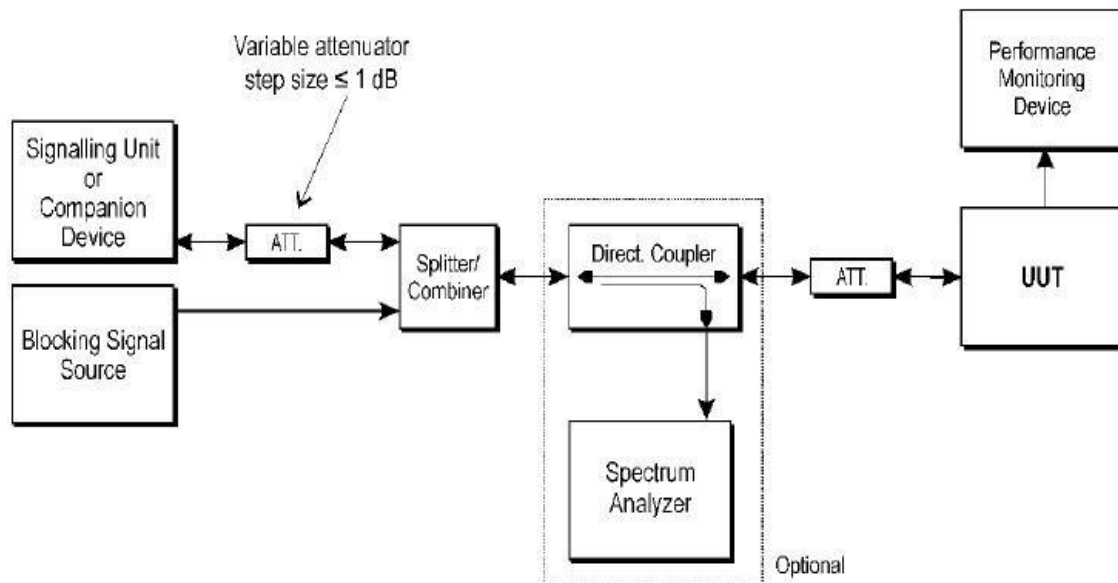 Variable attenuator
step size ≤ 1 dB
Performance
Monitoring
Device
Signalling Unit
or
Companion
Device
ATT.
Splitter/
Combiner
Direct. Coupler
ATT.
UUT
Blocking Signal
Source
Spectrum
Analyzer
Optional